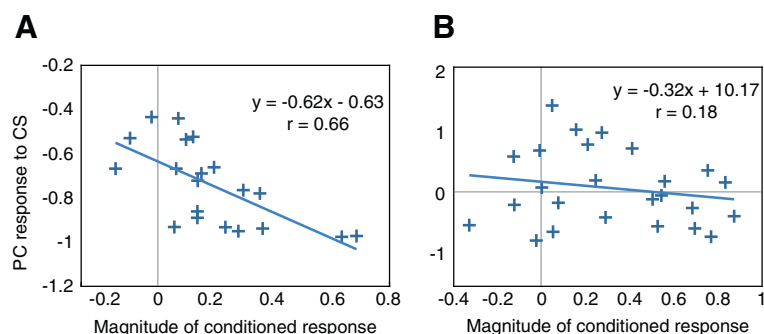 A
PC response to CS
-0.2
-0.4
-0.6
-0.8
-1
-1.2
y = -0.62x - 0.63
r = 0.66
-0.2 0 0.2 0.4 0.6 0.8
Magnitude of conditioned response
B
2
1
0
-1
y = -0.32x + 10.17
r = 0.18
-0.4 -0.2 0 0.2 0.4 0.6 0.8 1
Magnitude of conditioned response